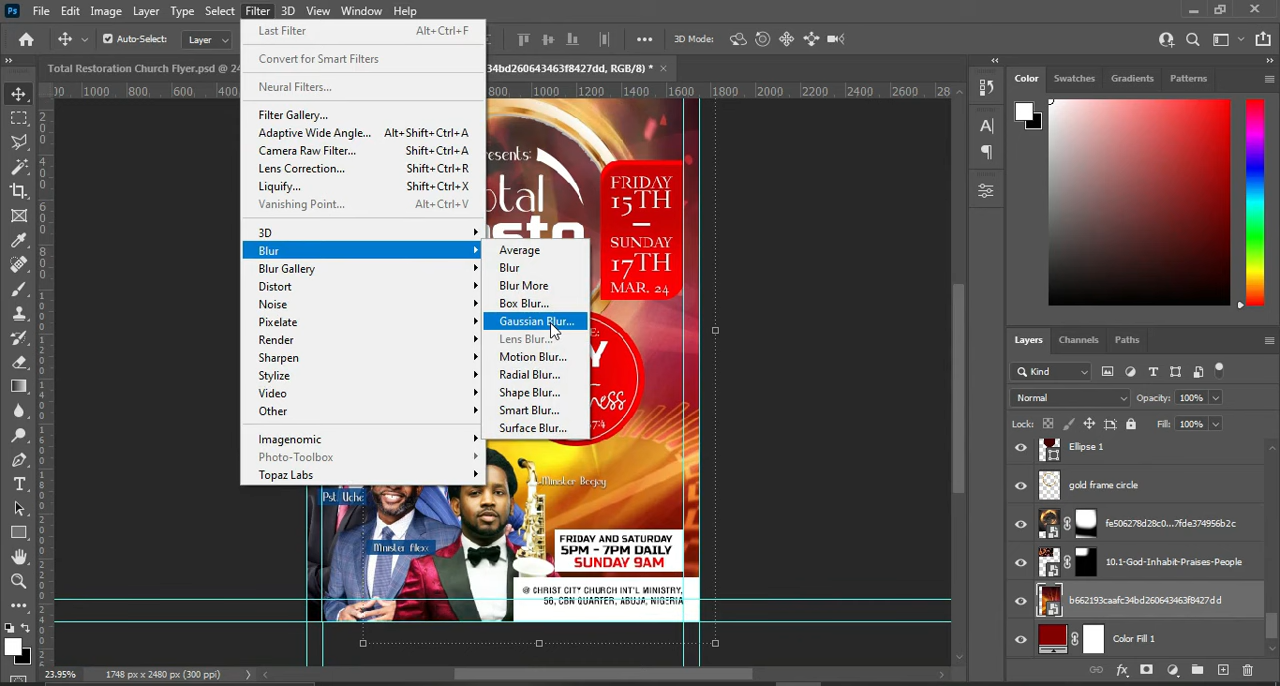 Ps File Edit Image Layer Type Select Filter 3D View Window Help
Auto-Select: Layer 3D Mode:
Total Restoration Church Flyer.psd @ 24
34bd260643463f8427dd, RGB/8) *
Last Filter Alt+Ctrl+F
Convert for Smart Filters
Neural Filters...
Filter Gallery...
Adaptive Wide Angle... Alt+Shift+Ctrl+A
Camera Raw Filter... Shift+Ctrl+A
Lens Correction... Shift+Ctrl+R
Liquify... Shift+Ctrl+X
Vanishing Point... Alt+Ctrl+V
3D
Blur
Blur Gallery
Distort
Noise
Pixelate
Render
Sharpen
Stylize
Video
Other
Imagenomic
Photo-Toolbox
Topaz Labs
Average
Blur
Blur More
Box Blur...
Gaussian Blur...
Lens Blur...
Motion Blur...
Radial Blur...
Shape Blur...
Smart Blur...
Surface Blur...
1000 800 600 400
800 1000 1200 1400 1600 1800 2000 2200 2400 2600
presents:
FRIDAY
15TH
–
SUNDAY
17TH
MAR. 24
Pst. Uche
Minister Alexx
Minister Beejoy
FRIDAY AND SATURDAY
5PM - 7PM DAILY
SUNDAY 9AM
@ CHRIST CITY CHURCH INT'L MINISTRY,
56, CBN QUARTER, ABUJA, NIGERIA
23.95% 1748 px x 2480 px (300 ppi)
Color Swatches Gradients Patterns
Layers Channels Paths
Kind
Normal Opacity: 100%
Lock: Fill: 100%
Ellipse 1
gold frame circle
fe506278d28c0...7fde374956b2c
10.1-God-Inhabit-Praises-People
b662193caafc34bd260643463f8427dd
Color Fill 1